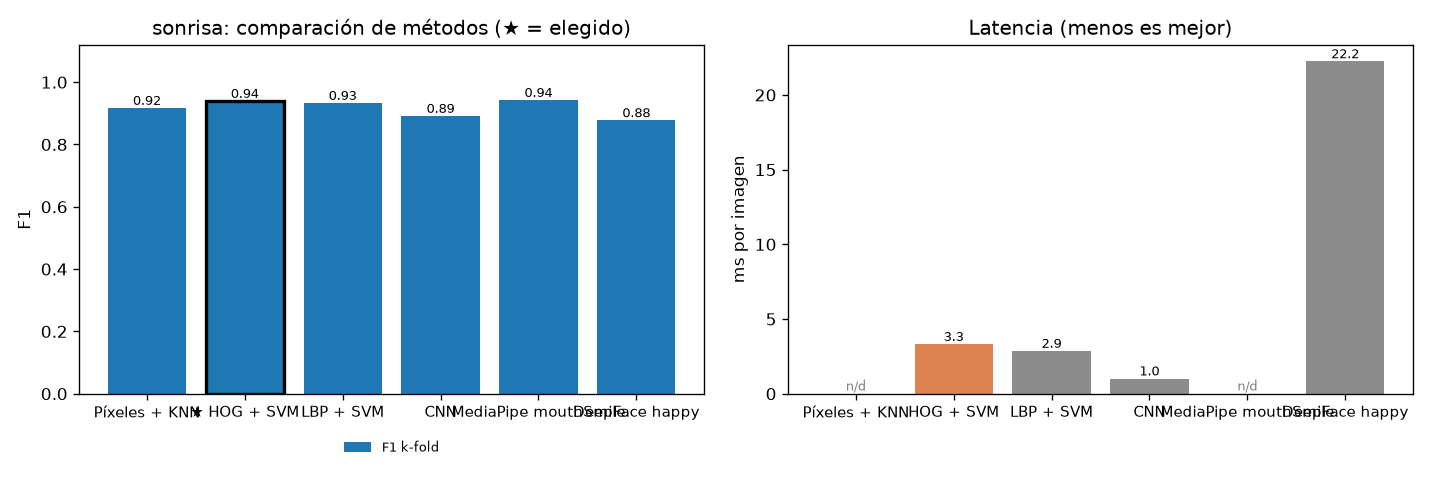 sonrisa: comparación de métodos (★ = elegido)
F1
1.0
0.8
0.6
0.4
0.2
0.0
0.92
0.94
0.93
0.89
0.94
0.88
Píxeles + KNN
★ HOG + SVM
LBP + SVM
CNN
MediaPipe mouthSmile
DeepFace happy
F1 k-fold
Latencia (menos es mejor)
ms por imagen
20
15
10
5
0
n/d
3.3
2.9
1.0
n/d
22.2
Píxeles + KNN
HOG + SVM
LBP + SVM
CNN
MediaPipe mouthSmile
DeepFace happy